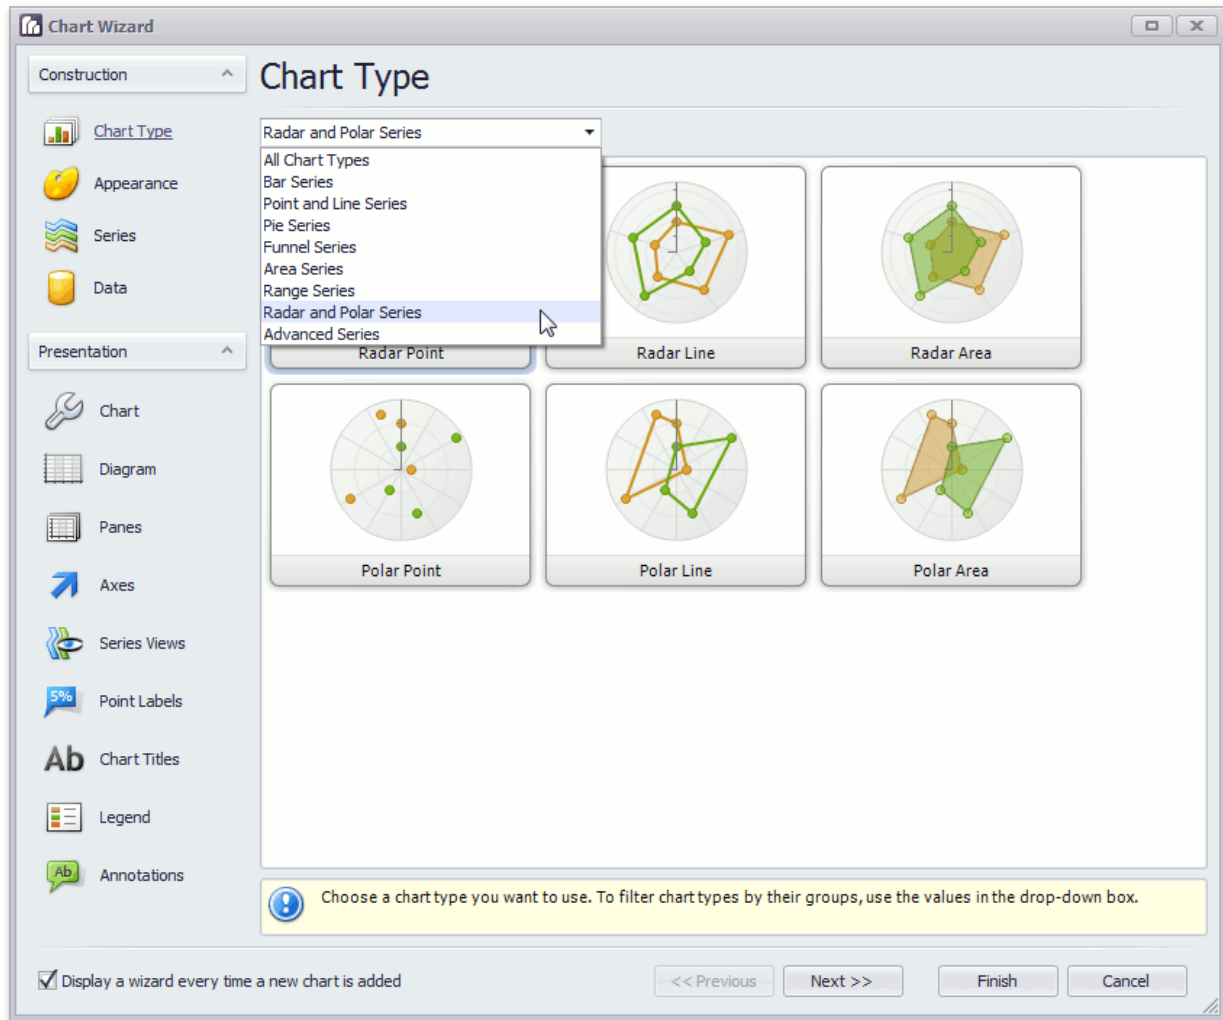 Chart Wizard
Construction
Chart Type
Appearance
Series
Data
Presentation
Chart
Diagram
Panes
Axes
Series Views
5%
Point Labels
Ab
Chart Titles
Legend
Ab
Annotations
Chart Type
Radar and Polar Series
All Chart Types
Bar Series
Point and Line Series
Pie Series
Funnel Series
Area Series
Range Series
Radar and Polar Series
Advanced Series
Radar Point
Radar Line
Radar Area
Polar Point
Polar Line
Polar Area
Choose a chart type you want to use. To filter chart types by their groups, use the values in the drop-down box.
Display a wizard every time a new chart is added
<< Previous
Next >>
Finish
Cancel